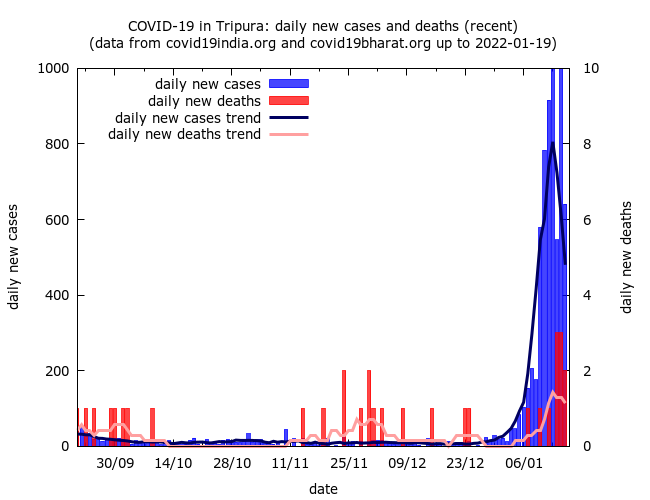 COVID-19 in Tripura: daily new cases and deaths (recent)
(data from covid19india.org and covid19bharat.org up to 2022-01-19)
daily new cases
daily new deaths
daily new cases trend
daily new deaths trend
1000
800
600
400
200
0
10
8
6
4
2
0
daily new cases
daily new deaths
30/09 14/10 28/10 11/11 25/11 09/12 23/12 06/01
date